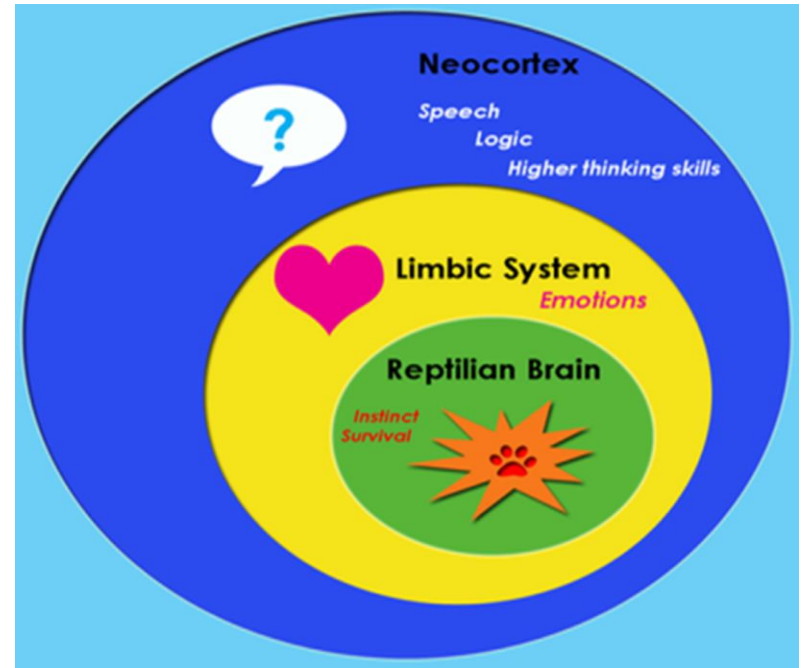 Neocortex
?
Speech
Logic
Higher thinking skills
Limbic System
Emotions
Reptilian Brain
Instinct
Survival